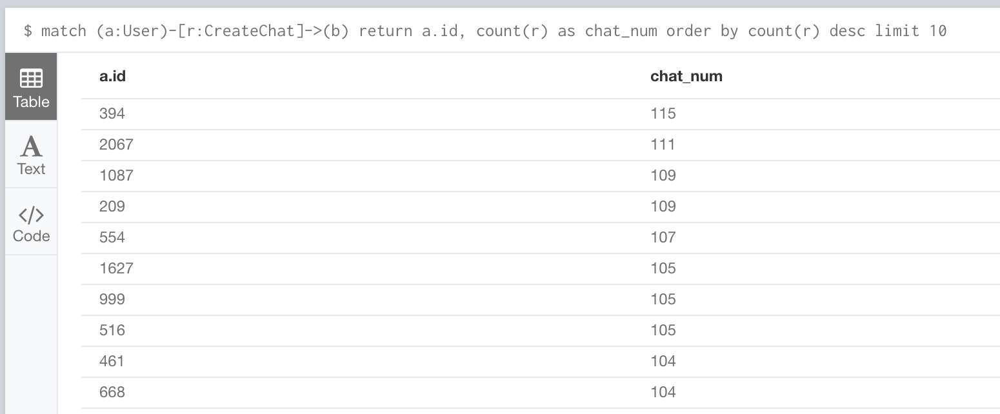 $ match (a:User)-[r:CreateChat]->(b) return a.id, count(r) as chat_num order by count(r) desc limit 10
Table
Text
Code
a.id chat_num
394 115
2067 111
1087 109
209 109
554 107
1627 105
999 105
516 105
461 104
668 104